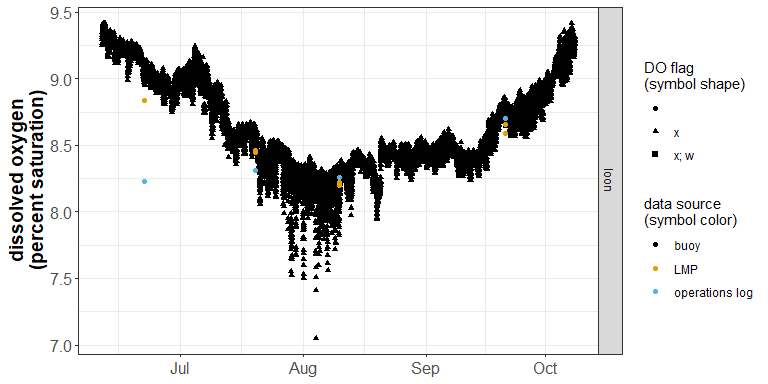 dissolved oxygen
(percent saturation)
9.5
9.0
8.5
8.0
7.5
7.0
Jul
Aug
Sep
Oct
loon
DO flag
(symbol shape)
x
x; w
data source
(symbol color)
buoy
LMP
operations log